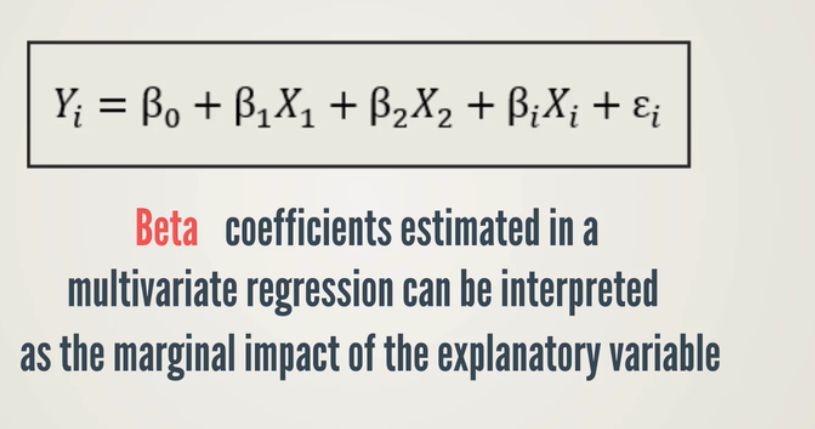 Yᵢ = β₀ + β₁X₁ + β₂X₂ + βᵢXᵢ + εᵢ
Beta coefficients estimated in a
multivariate regression can be interpreted
as the marginal impact of the explanatory variable